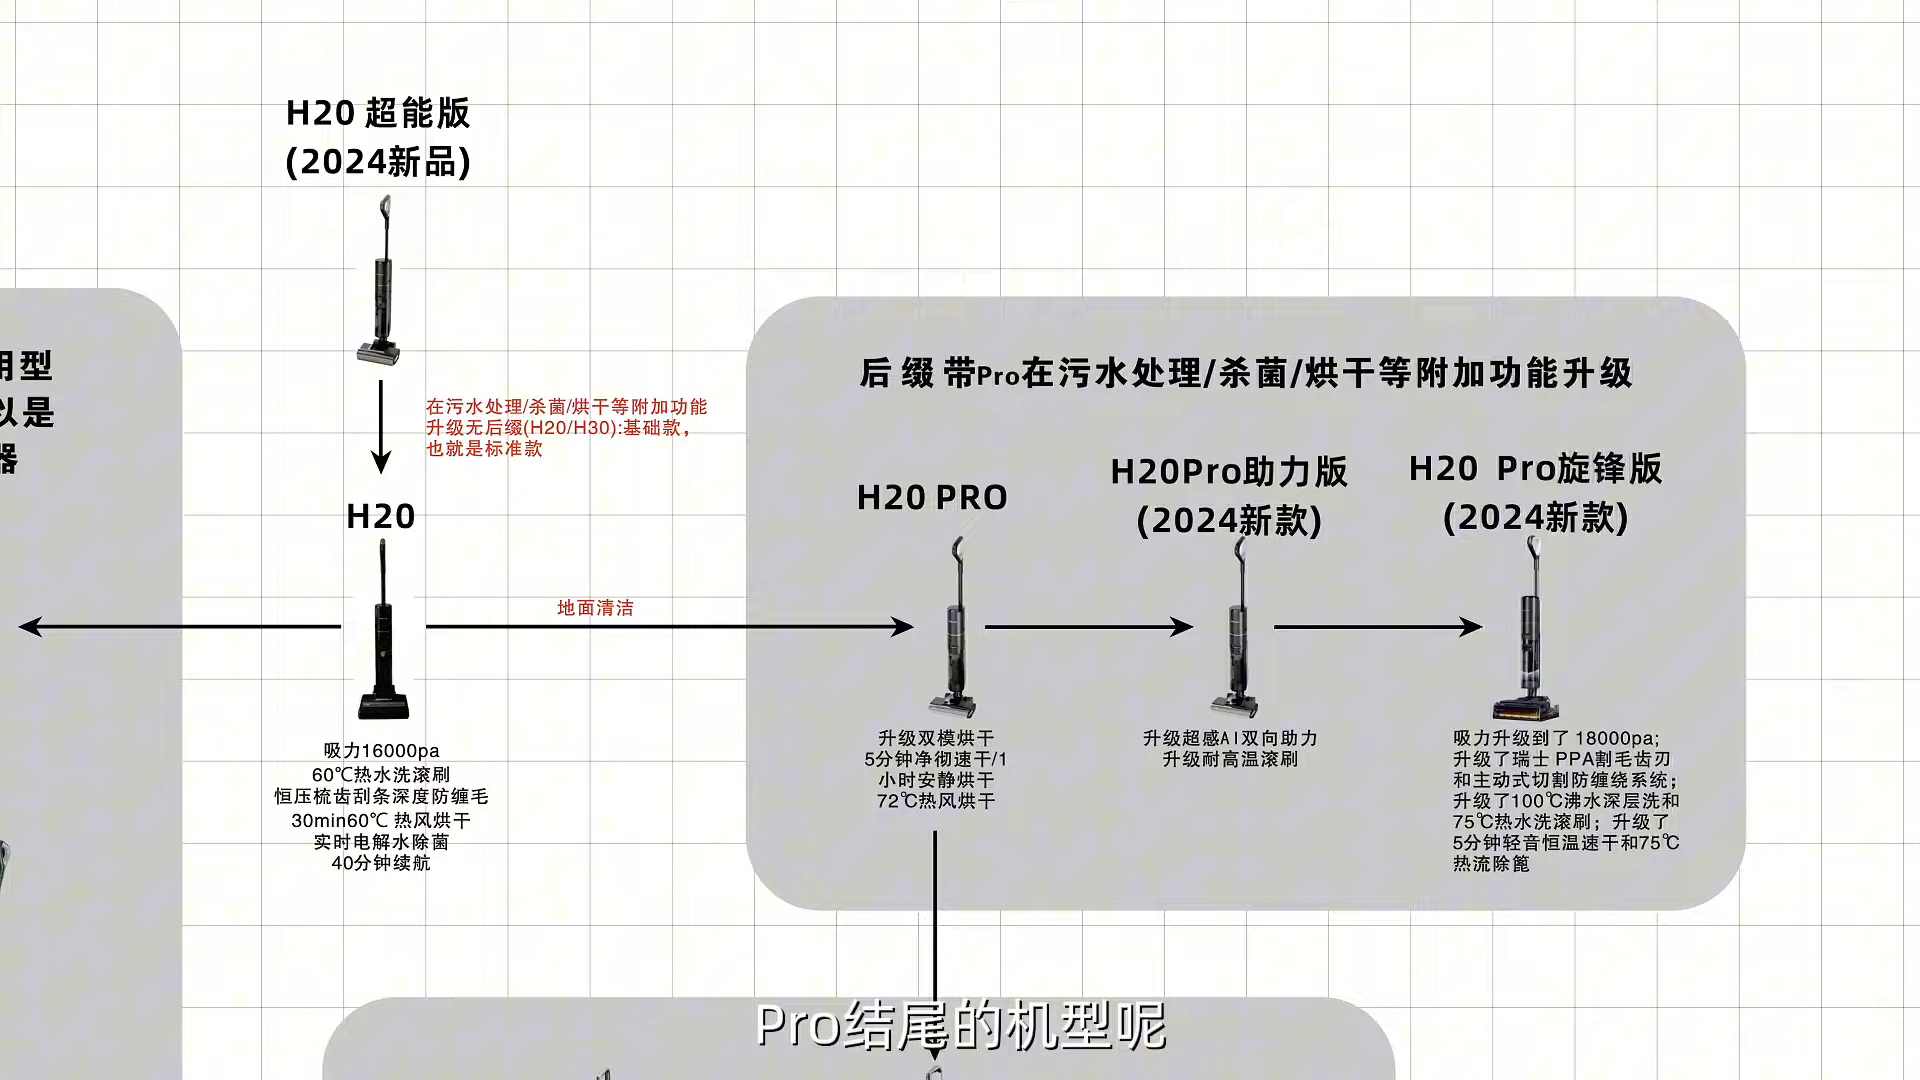 H20 超能版
(2024新品)
用型
以是
器
在污水处理/杀菌/烘干等附加功能
升级无后缀(H20/H30):基础款,
也就是标准款
H20
地面清洁
吸力16000pa
60℃热水洗滚刷
恒压梳齿刮条深度防缠毛
30min60℃ 热风烘干
实时电解水除菌
40分钟续航
后 缀 带Pro在污水处理/杀菌/烘干等附加功能升级
H20 PRO
升级双模烘干
5分钟净彻速干/1
小时安静烘干
72℃热风烘干
H20Pro助力版
(2024新款)
升级超感AI双向助力
升级耐高温滚刷
H20 Pro旋锋版
(2024新款)
吸力升级到了 18000pa;
升级了瑞士 PPA割毛齿刃
和主动式切割防缠绕系统;
升级了100℃沸水深层洗和
75℃热水洗滚刷; 升级了
5分钟轻音恒温速干和75℃
热流除篦
Pro结尾的机型呢